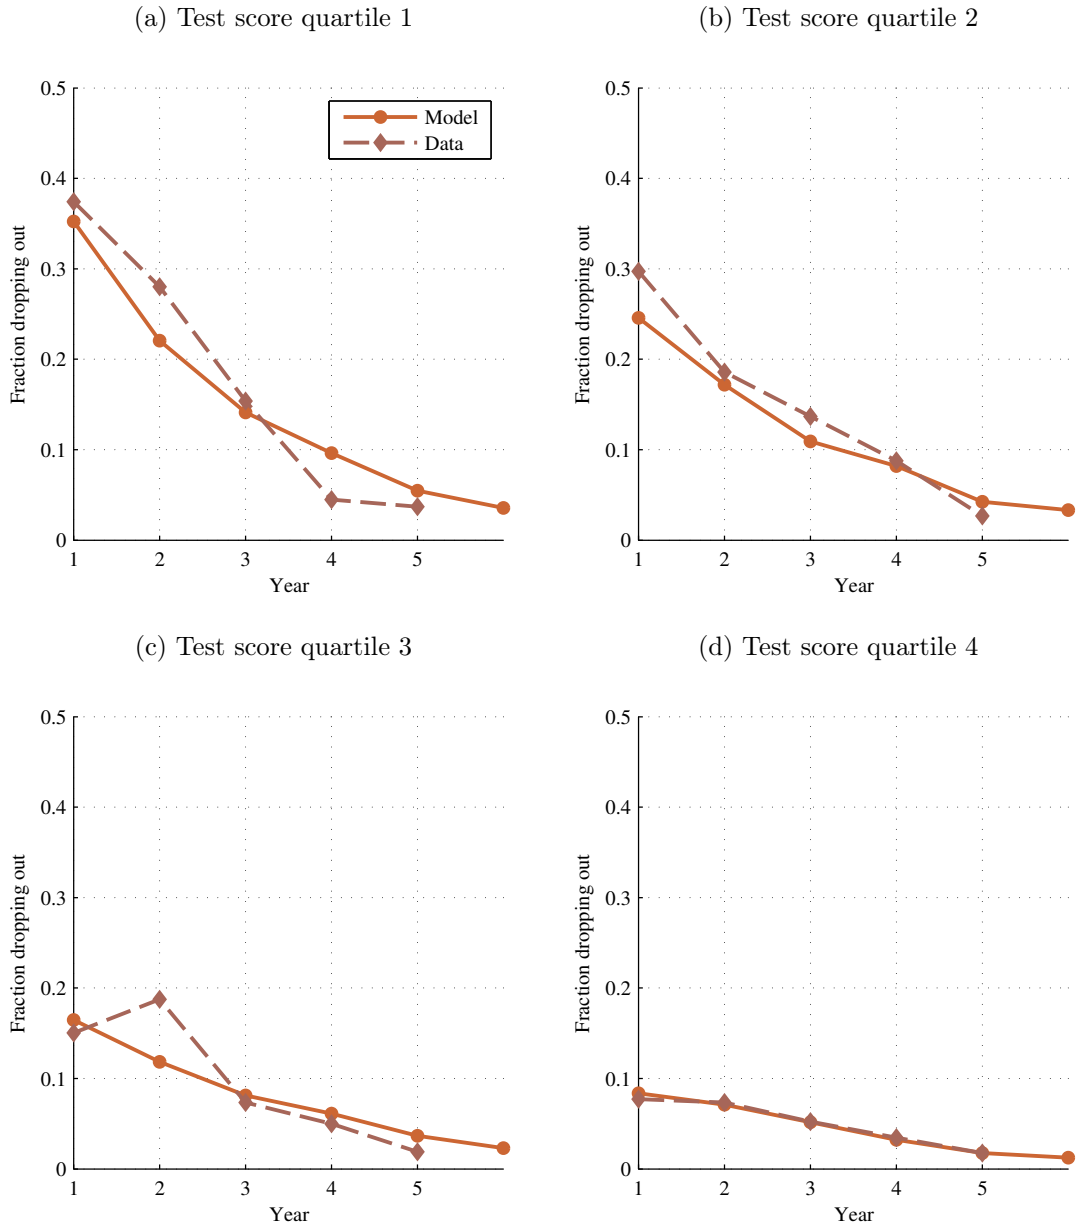 (a) Test score quartile 1
0.5
0.4
0.3
0.2
0.1
0
Fraction dropping out
Model
Data
1 2 3 4 5
Year
(b) Test score quartile 2
0.5
0.4
0.3
0.2
0.1
0
Fraction dropping out
1 2 3 4 5
Year
(c) Test score quartile 3
0.5
0.4
0.3
0.2
0.1
0
Fraction dropping out
1 2 3 4 5
Year
(d) Test score quartile 4
0.5
0.4
0.3
0.2
0.1
0
Fraction dropping out
1 2 3 4 5
Year